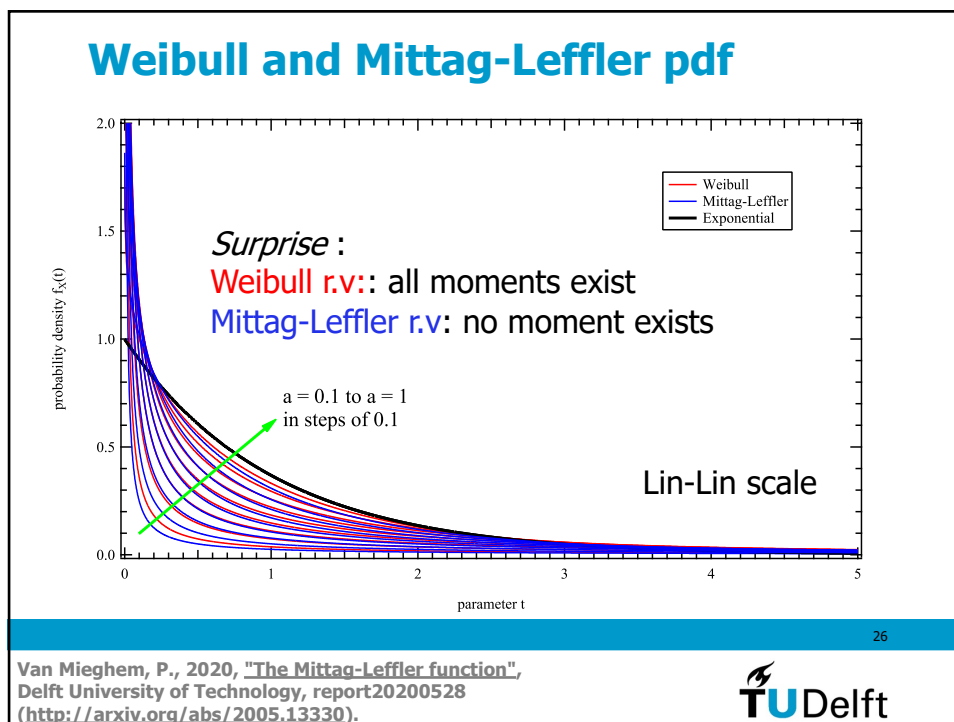 Weibull and Mittag-Leffler pdf
2.0
1.5
1.0
0.5
0.0
probability density f_X(t)
Weibull
Mittag-Leffler
Exponential
Surprise :
Weibull r.v:: all moments exist
Mittag-Leffler r.v: no moment exists
a = 0.1 to a = 1
in steps of 0.1
Lin-Lin scale
0 1 2 3 4 5
parameter t
26
Van Mieghem, P., 2020, "The Mittag-Leffler function",
Delft University of Technology, report20200528
(http://arxiv.org/abs/2005.13330).
TUDelft